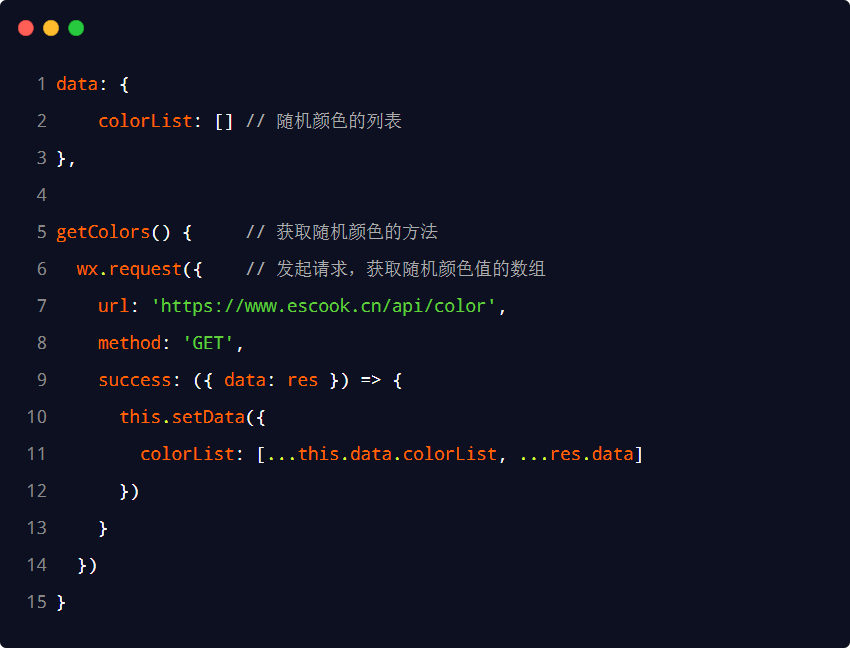 1 data: {
2     colorList: [] // 随机颜色的列表
3 },
4
5 getColors() {     // 获取随机颜色的方法
6   wx.request({    // 发起请求，获取随机颜色值的数组
7     url: 'https://www.escook.cn/api/color',
8     method: 'GET',
9     success: ({ data: res }) => {
10       this.setData({
11         colorList: [...this.data.colorList, ...res.data]
12       })
13     }
14   })
15 }